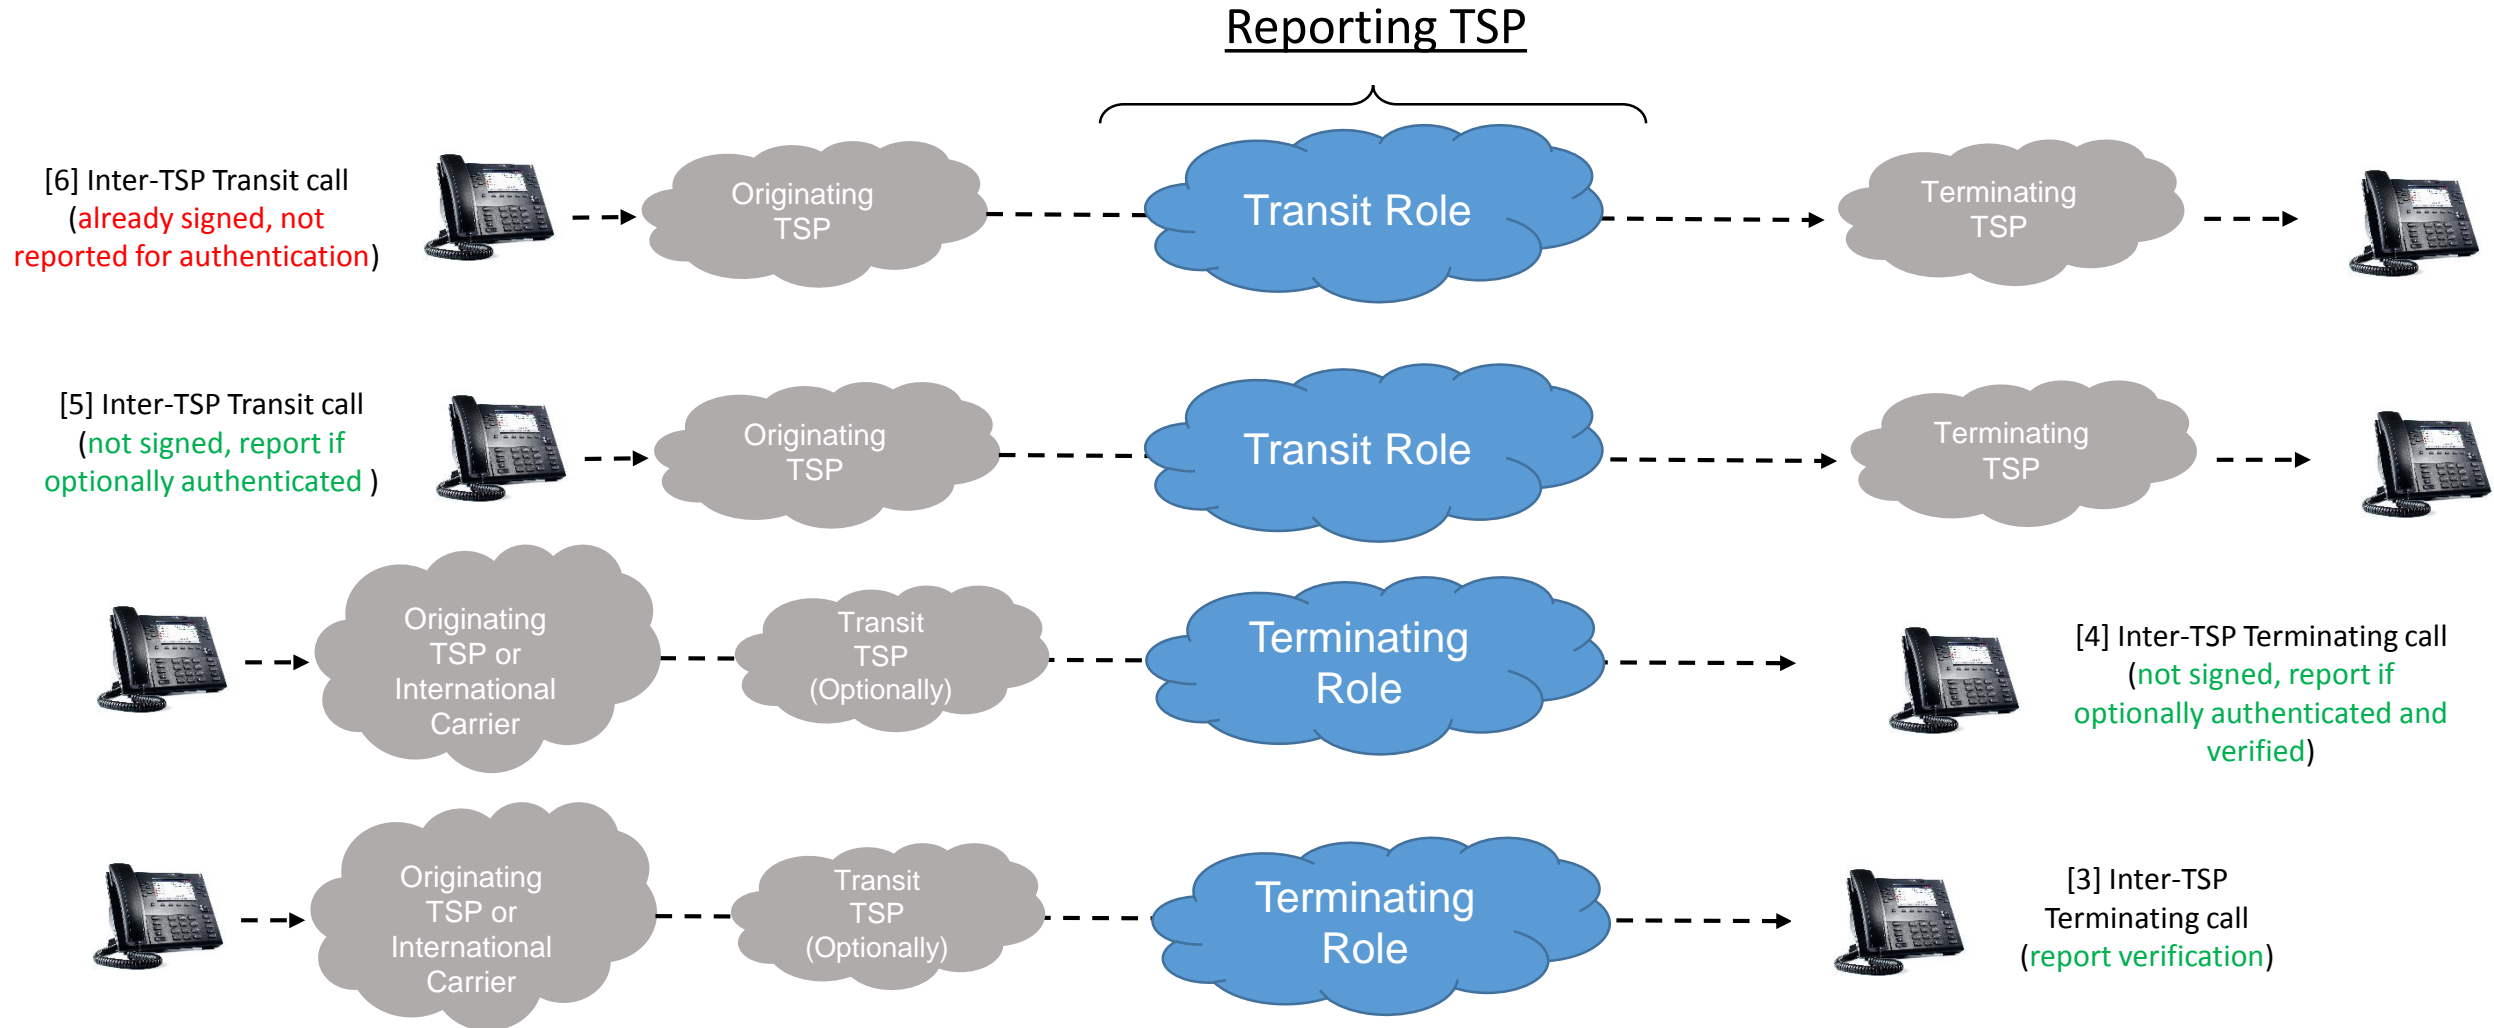 Reporting TSP
[6] Inter-TSP Transit call
(already signed, not
reported for authentication)
Originating
TSP
Transit Role
Terminating
TSP
[5] Inter-TSP Transit call
(not signed, report if
optionally authenticated )
Originating
TSP
Transit Role
Terminating
TSP
Originating
TSP or
International
Carrier
Transit
TSP
(Optionally)
Terminating
Role
[4] Inter-TSP Terminating call
(not signed, report if
optionally authenticated and
verified)
Originating
TSP or
International
Carrier
Transit
TSP
(Optionally)
Terminating
Role
[3] Inter-TSP
Terminating call
(report verification)